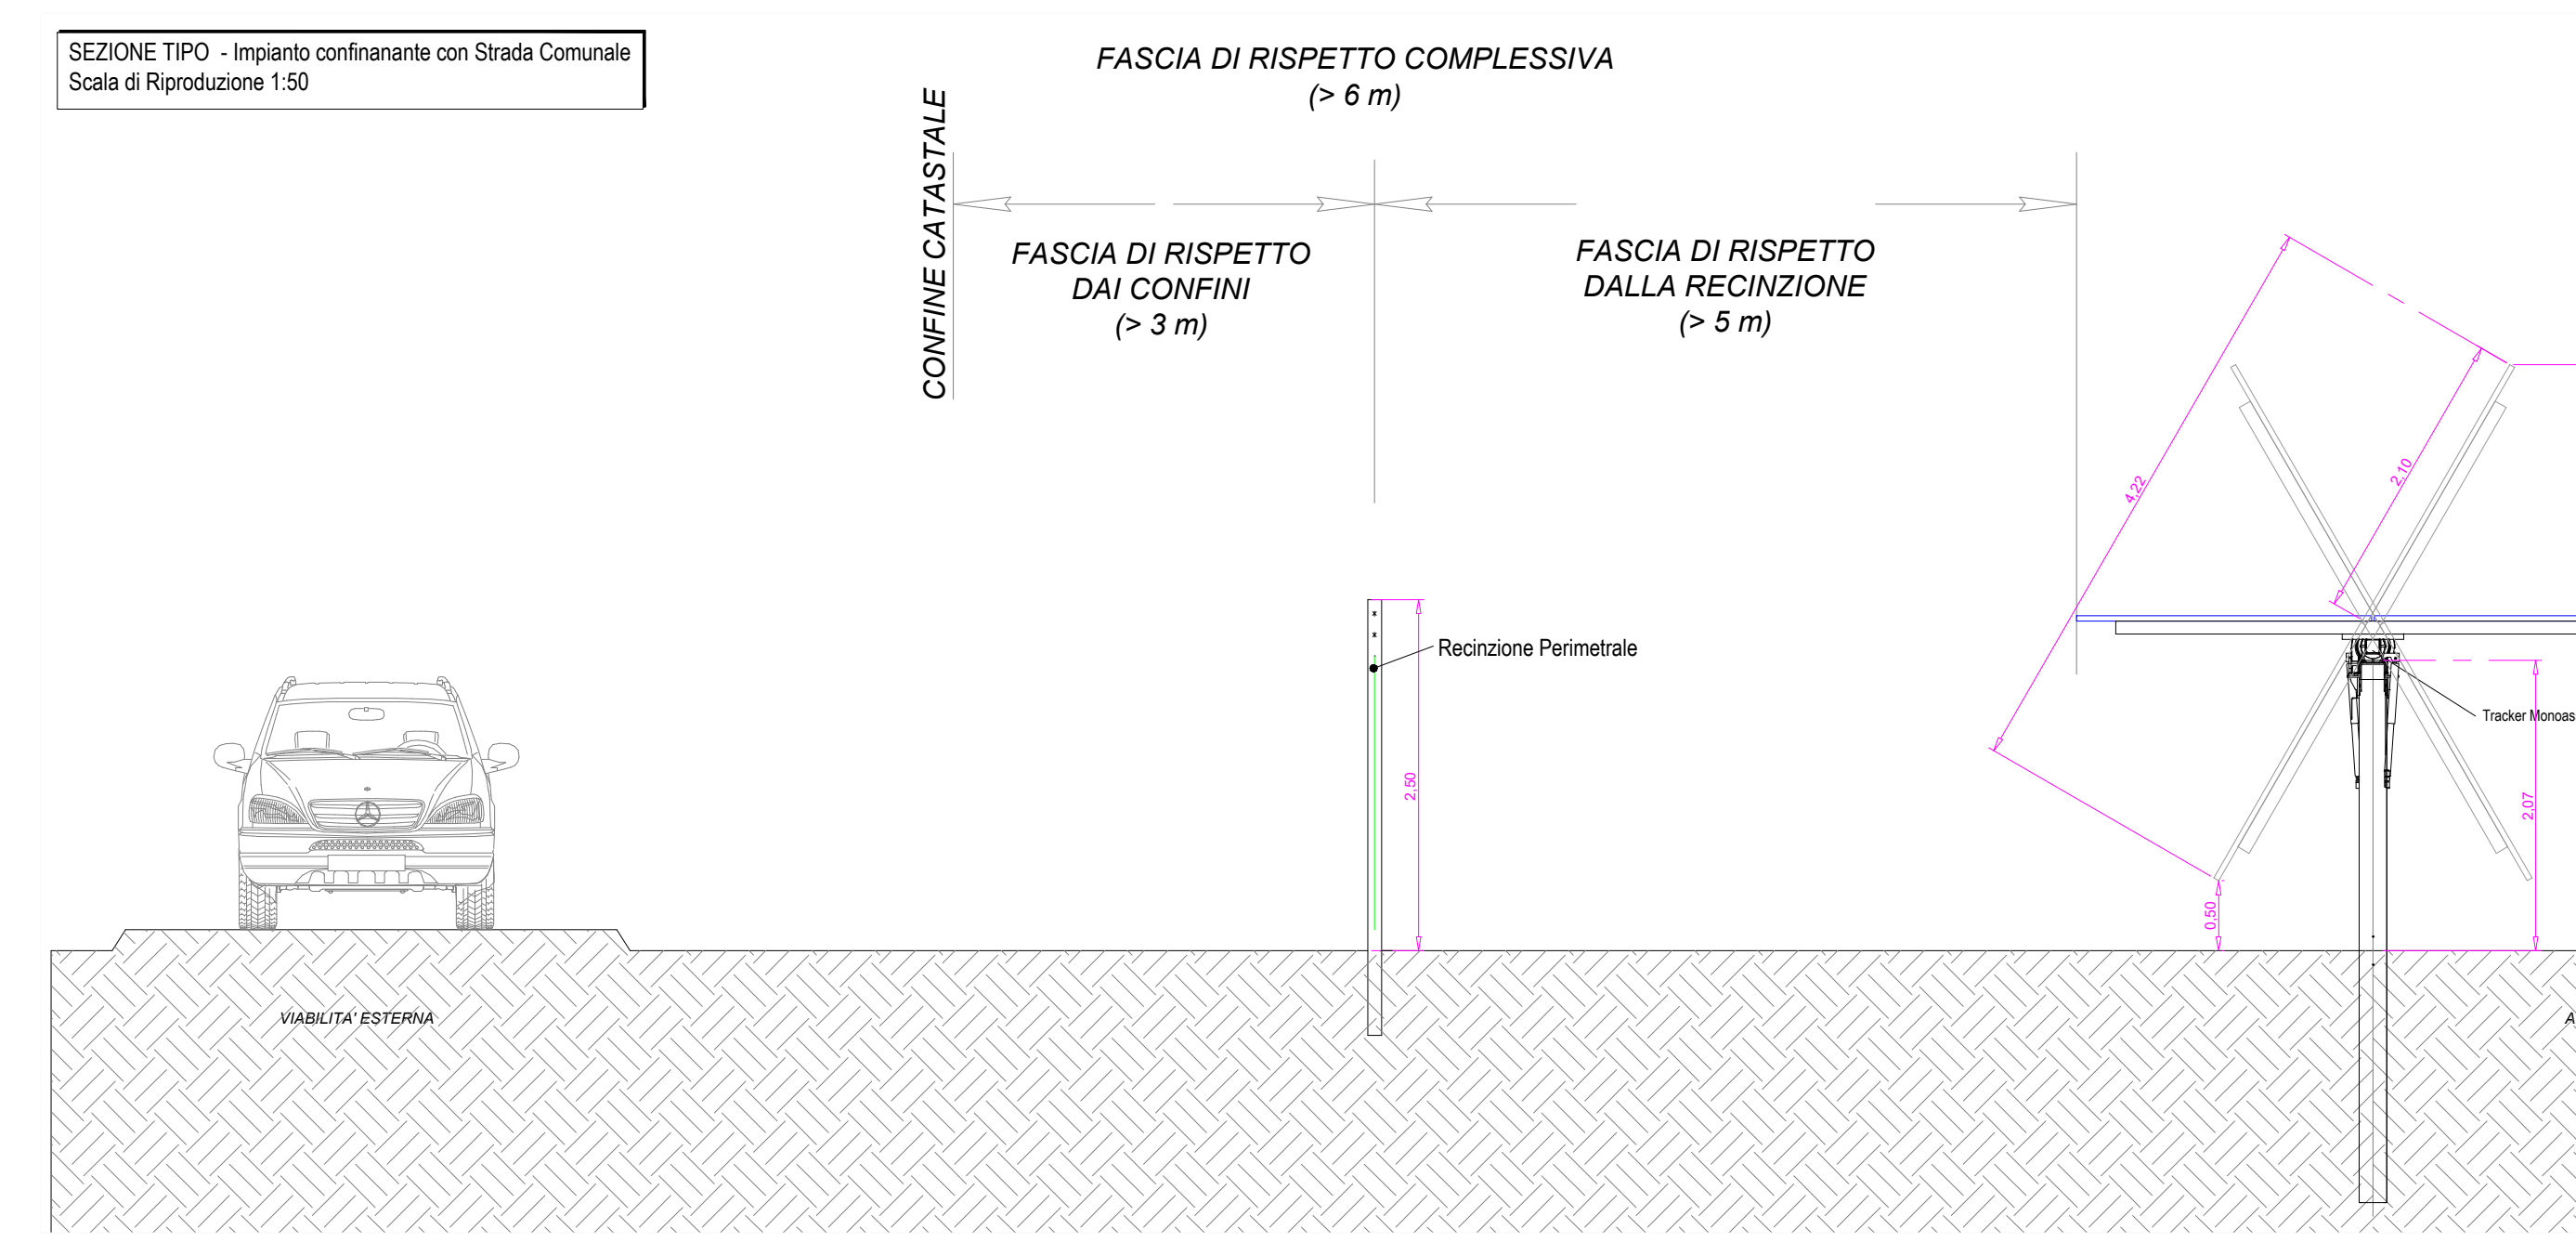 SEZIONE TIPO - Impianto confinanante con Strada Comunale
Scala di Riproduzione 1:50
FASCIA DI RISPETTO COMPLESSIVA
(> 6 m)
CONFINE CATASTALE
FASCIA DI RISPETTO
DAI CONFINI
(> 3 m)
FASCIA DI RISPETTO
DALLA RECINZIONE
(> 5 m)
4,22
2,10
Recinzione Perimetrale
2,50
Tracker Monoas
2,07
0,50
VIABILITA' ESTERNA
A